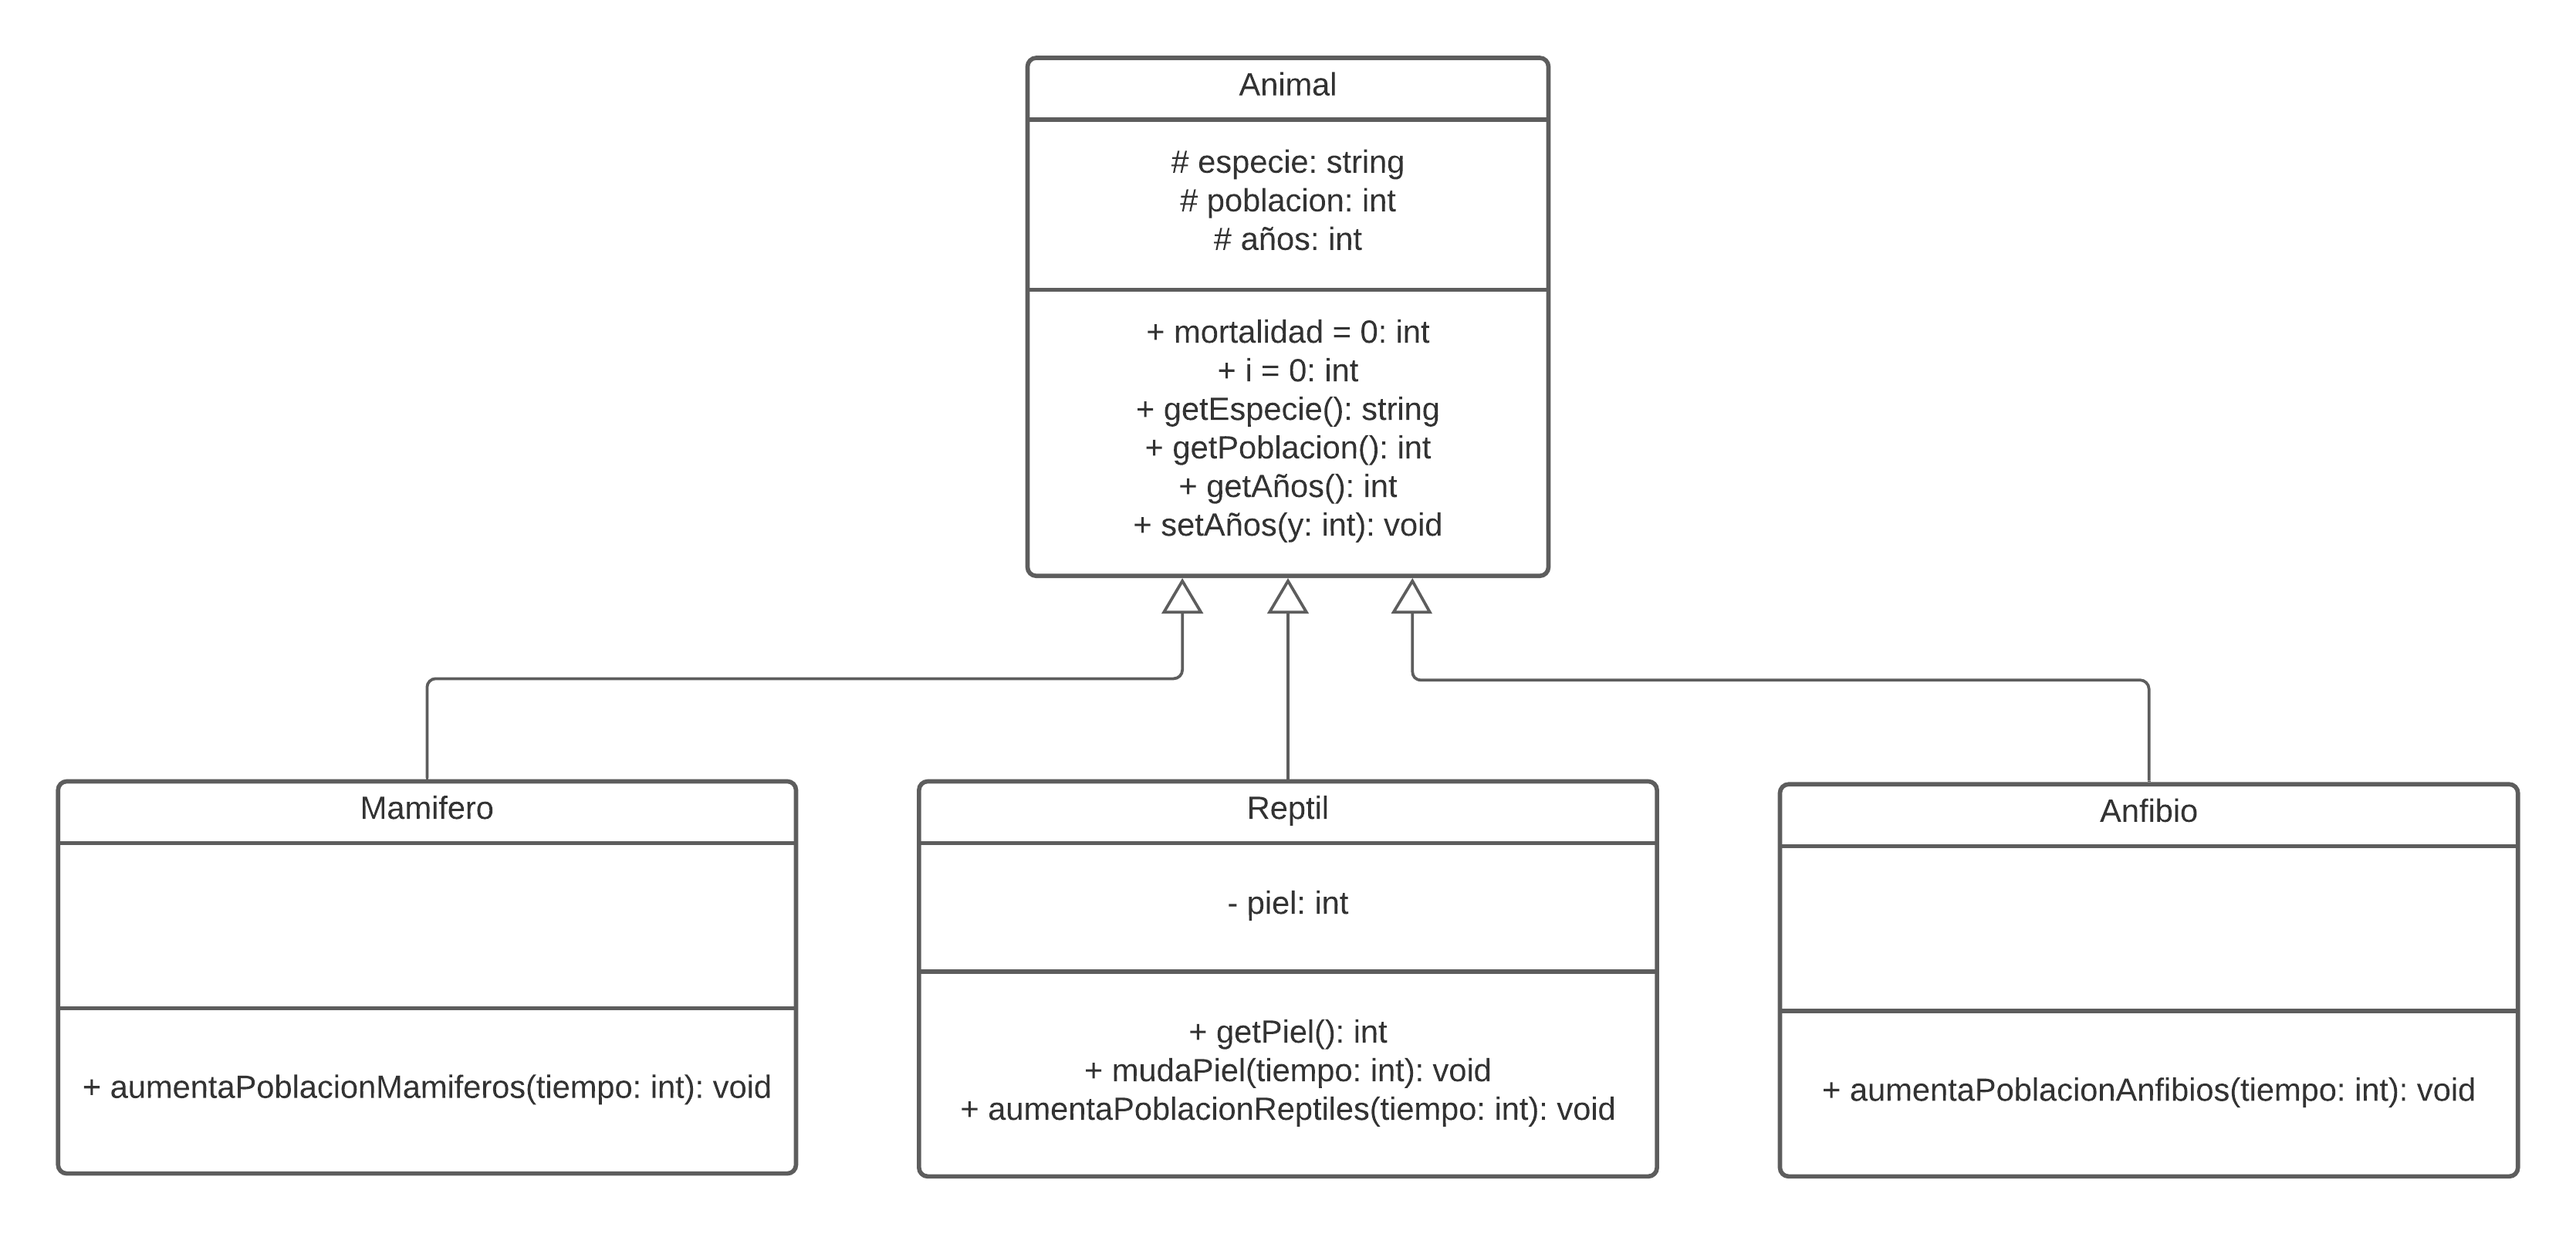 Animal
# especie: string
# poblacion: int
# años: int
+ mortalidad = 0: int
+ i = 0: int
+ getEspecie(): string
+ getPoblacion(): int
+ getAños(): int
+ setAños(y: int): void
Mamifero
+ aumentaPoblacionMamiferos(tiempo: int): void
Reptil
- piel: int
+ getPiel(): int
+ mudaPiel(tiempo: int): void
+ aumentaPoblacionReptiles(tiempo: int): void
Anfibio
+ aumentaPoblacionAnfibios(tiempo: int): void